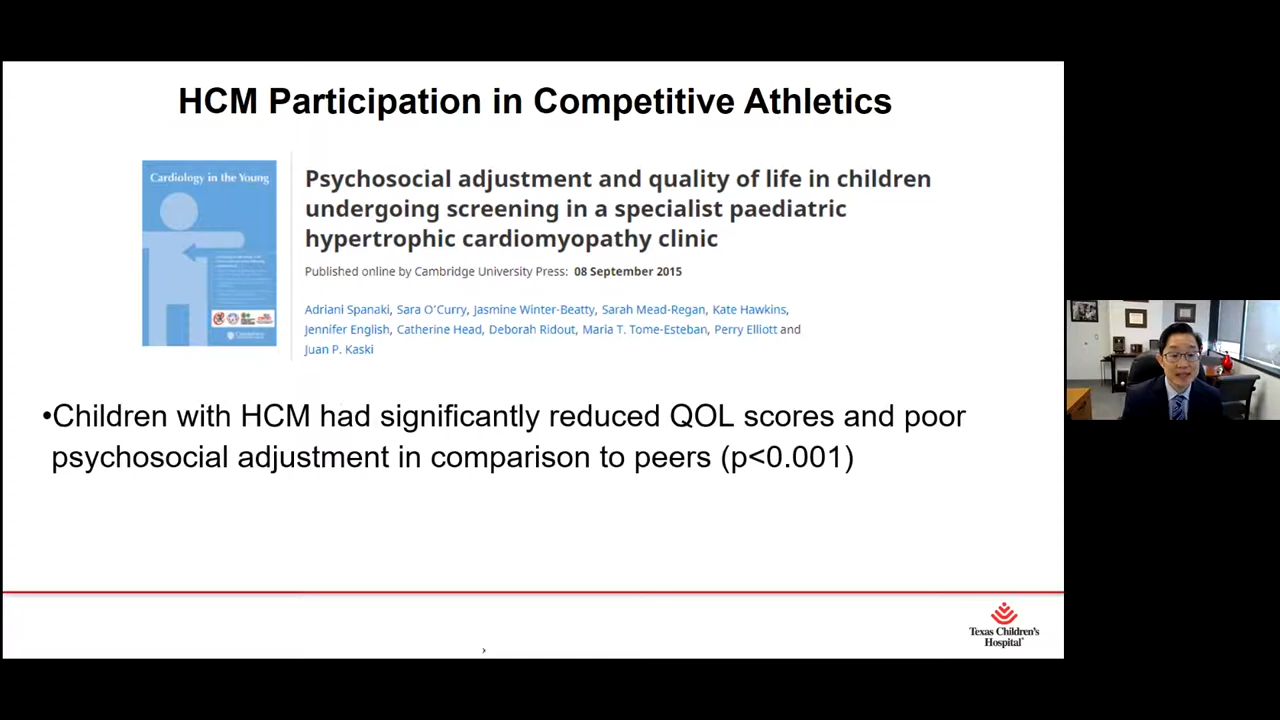 HCM Participation in Competitive Athletics
Cardiology in the Young
Psychosocial adjustment and quality of life in children
undergoing screening in a specialist paediatric
hypertrophic cardiomyopathy clinic
Published online by Cambridge University Press: 08 September 2015
Adriani Spanaki, Sara O'Curry, Jasmine Winter-Beatty, Sarah Mead-Regan, Kate Hawkins,
Jennifer English, Catherine Head, Deborah Ridout, Maria T. Tome-Esteban, Perry Elliott and
Juan P. Kaski
•Children with HCM had significantly reduced QOL scores and poor
psychosocial adjustment in comparison to peers (p<0.001)
Texas Children's
Hospital